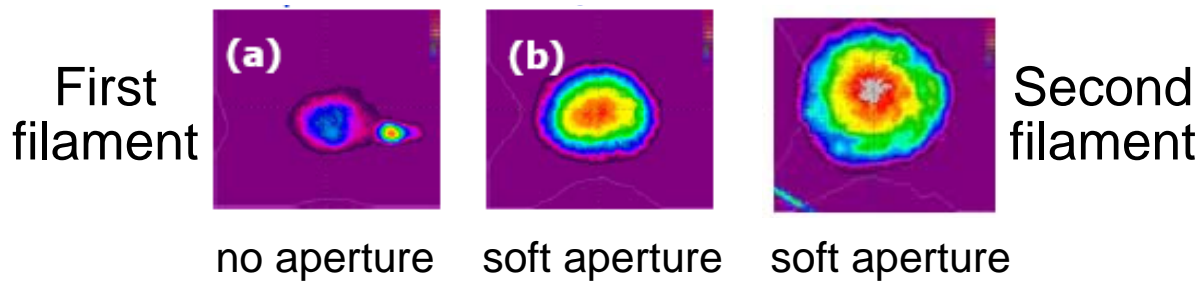 First
filament
(a)
(b)
Second
filament
no aperture
soft aperture
soft aperture